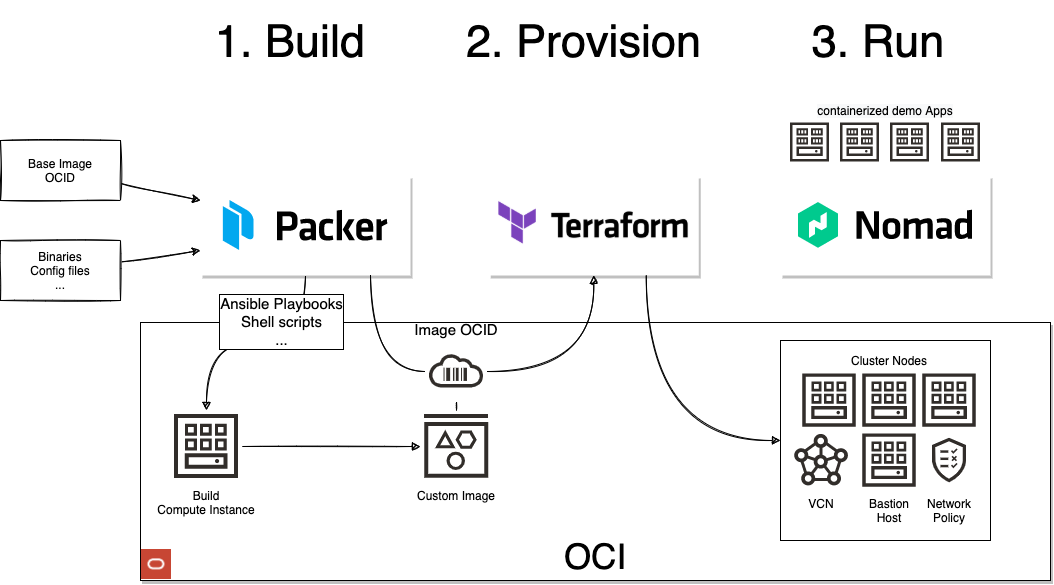 1. Build
2. Provision
3. Run
containerized demo Apps
Base Image
OCID
Packer
Terraform
Nomad
Binaries
Config files
...
Ansible Playbooks
Shell scripts
...
Image OCID
Cluster Nodes
Build
Compute Instance
Custom Image
VCN
Bastion
Host
Network
Policy
OCI